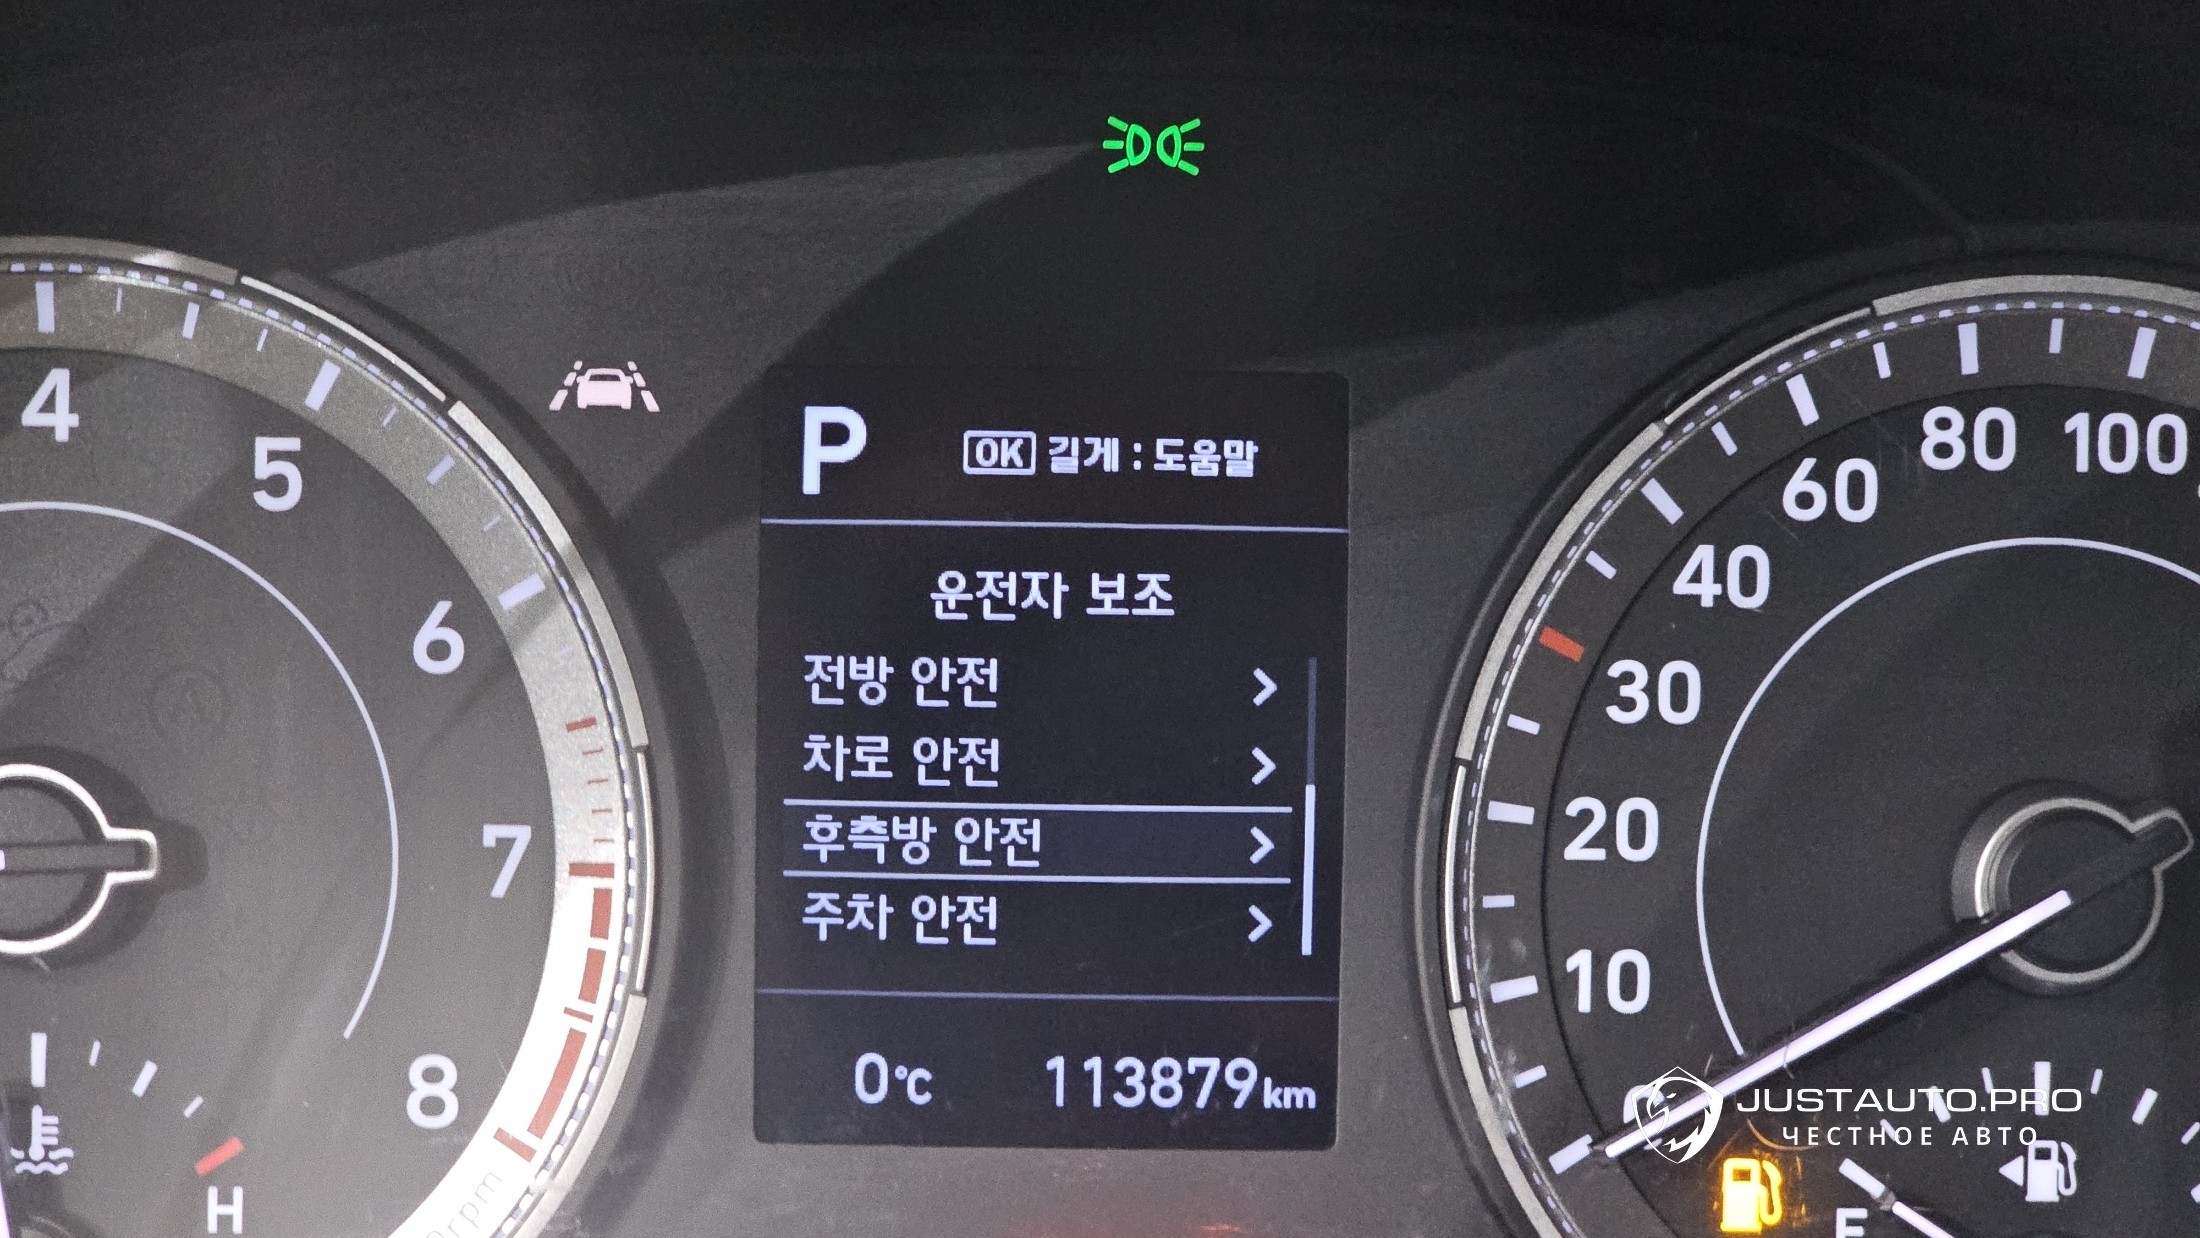 4
5
6
7
8
H
P
OK 길게 : 도움말
운전자 보조
전방 안전
차로 안전
후측방 안전
주차 안전
0℃
113879km
100
80
60
40
30
20
10
JUSTAUTO.PRO
ЧЕСТНОЕ АВТО